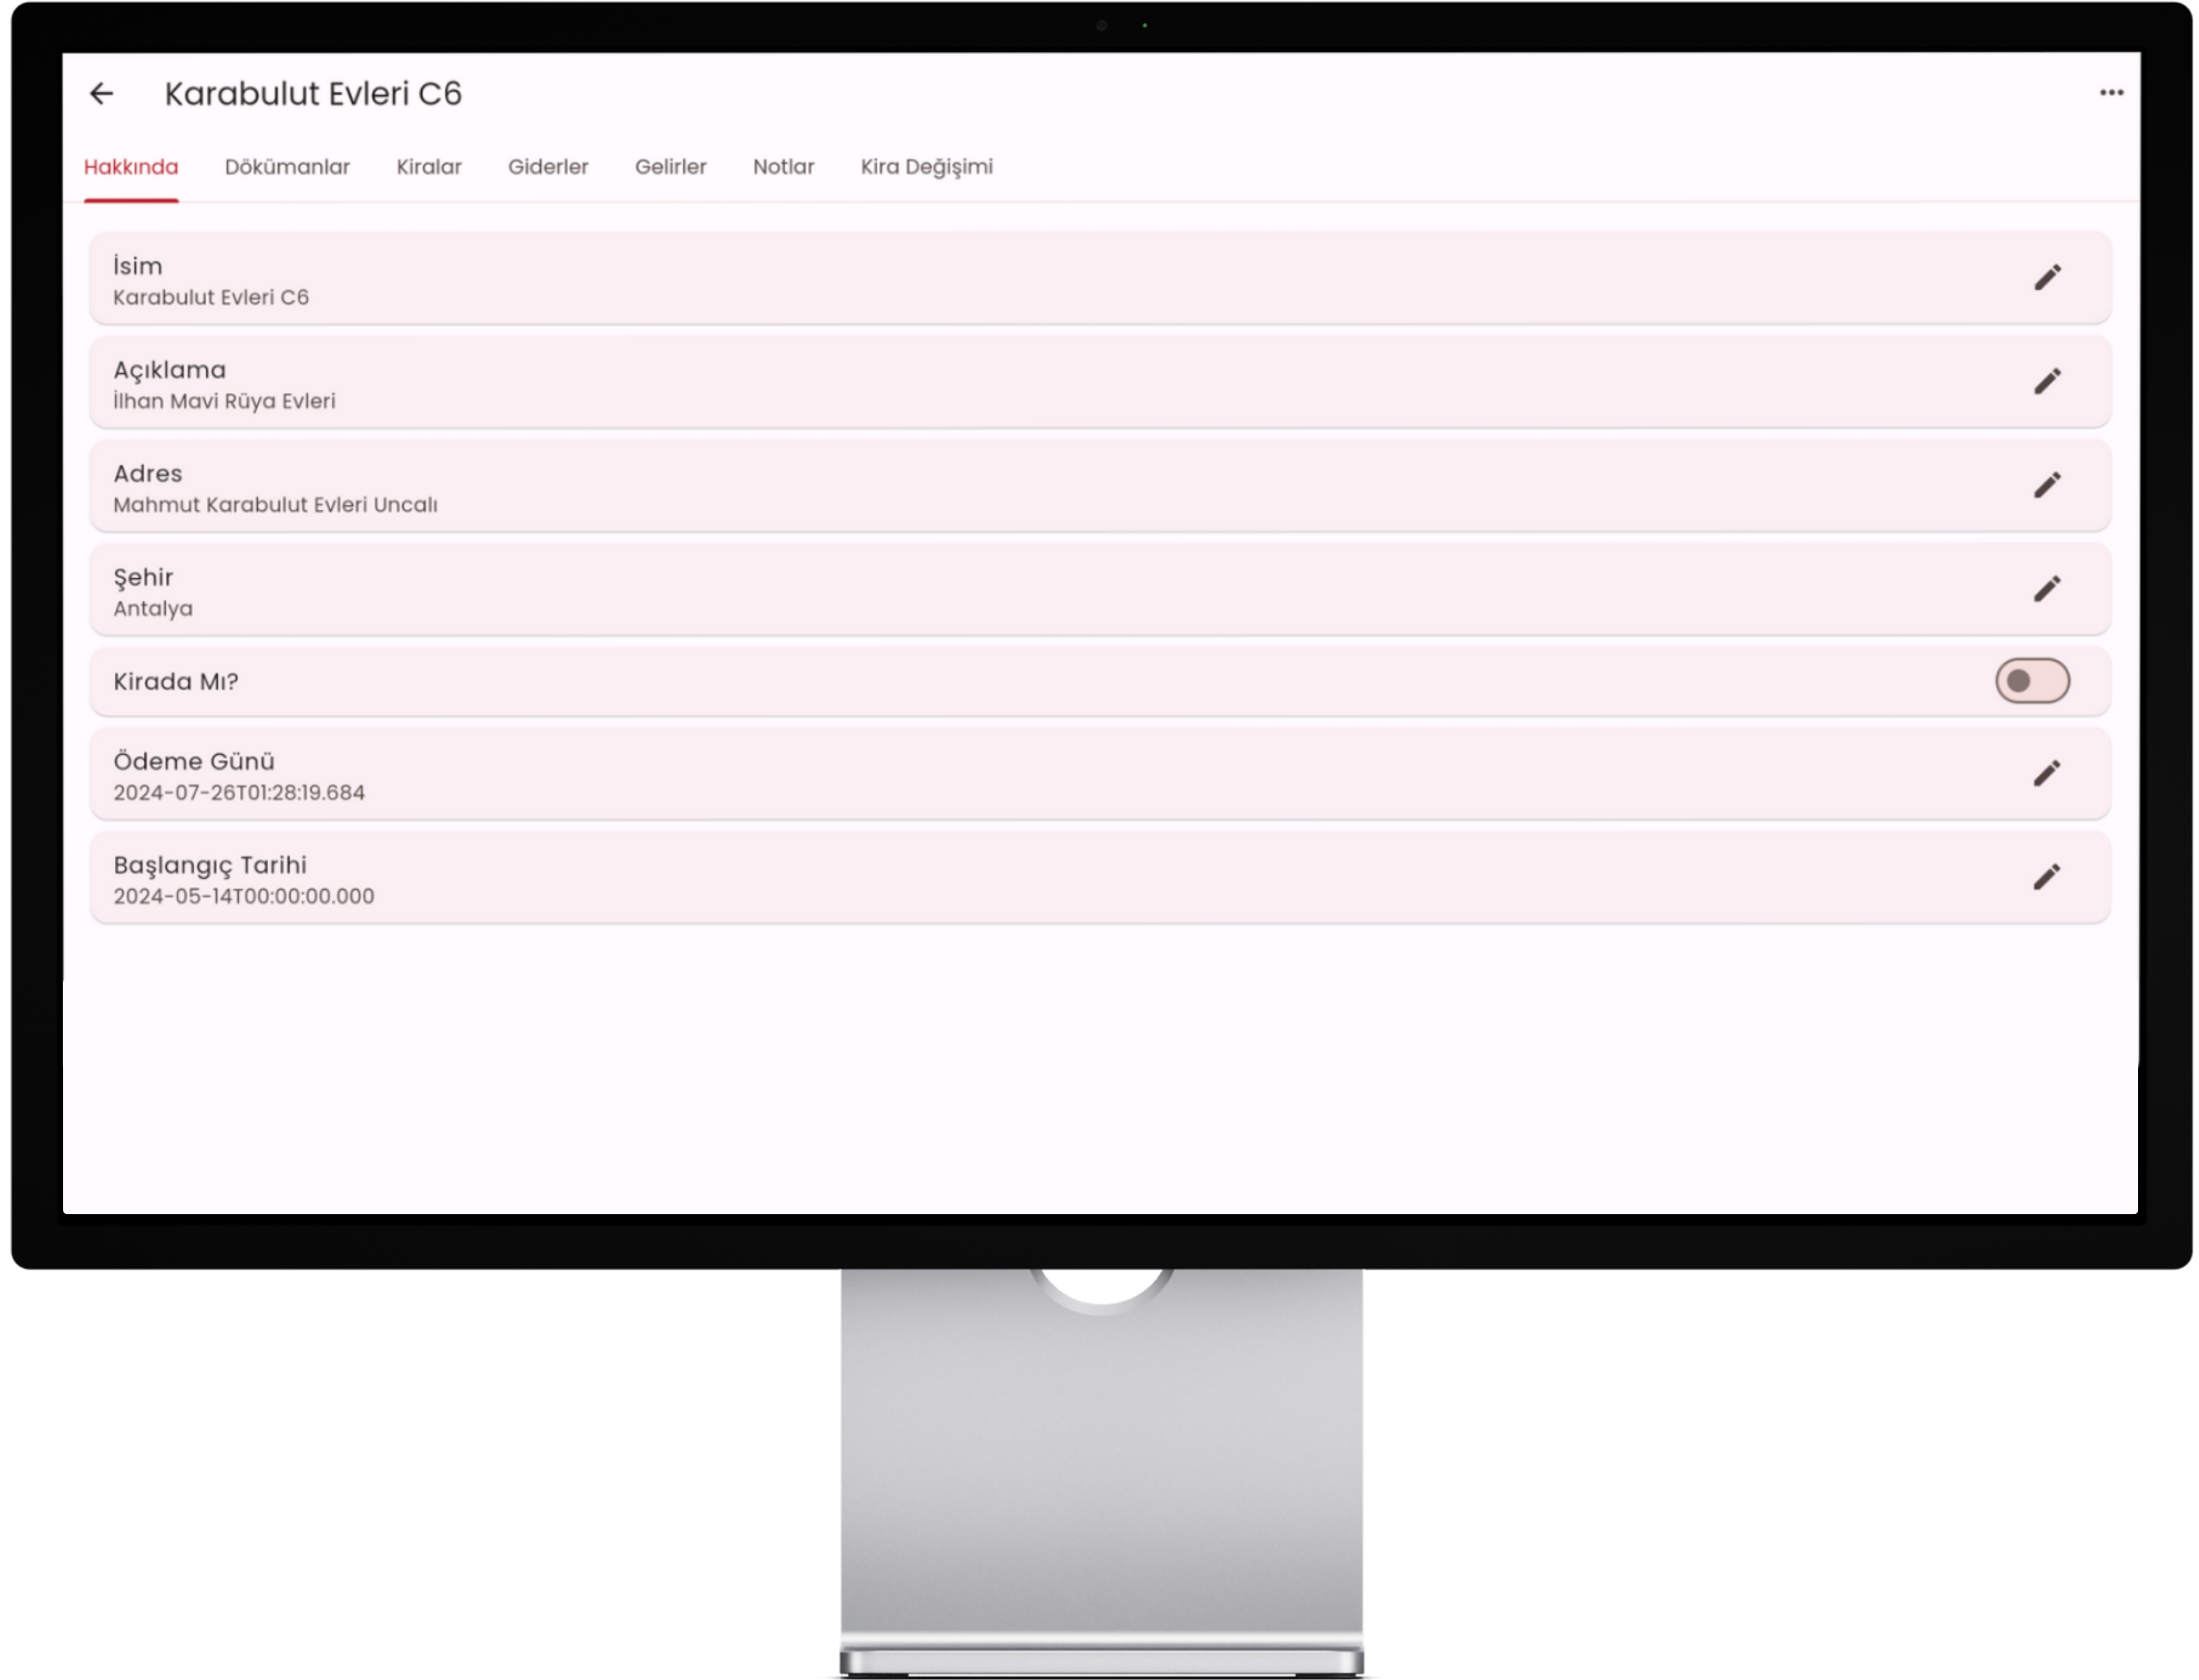 Karabulut Evleri C6
Hakkında Dökümanlar Kiralar Giderler Gelirler Notlar Kira Değişimi
İsim
Karabulut Evleri C6
Açıklama
İlhan Mavi Rüya Evleri
Adres
Mahmut Karabulut Evleri Uncalı
Şehir
Antalya
Kirada Mı?
Ödeme Günü
2024-07-26T01:28:19.684
Başlangıç Tarihi
2024-05-14T00:00:00.000